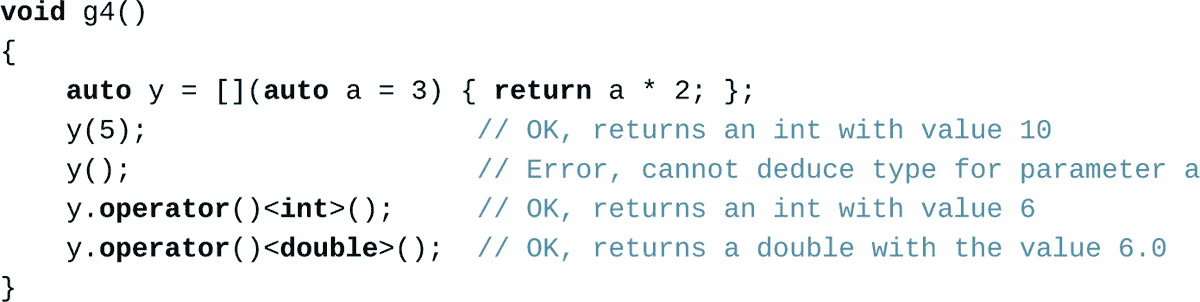 void g4()
{
    auto y = [](auto a = 3) { return a * 2; };
    y(5);                    // OK, returns an int with value 10
    y();                     // Error, cannot deduce type for parameter a
    y.operator()<int>();     // OK, returns an int with value 6
    y.operator()<double>();  // OK, returns a double with the value 6.0
}